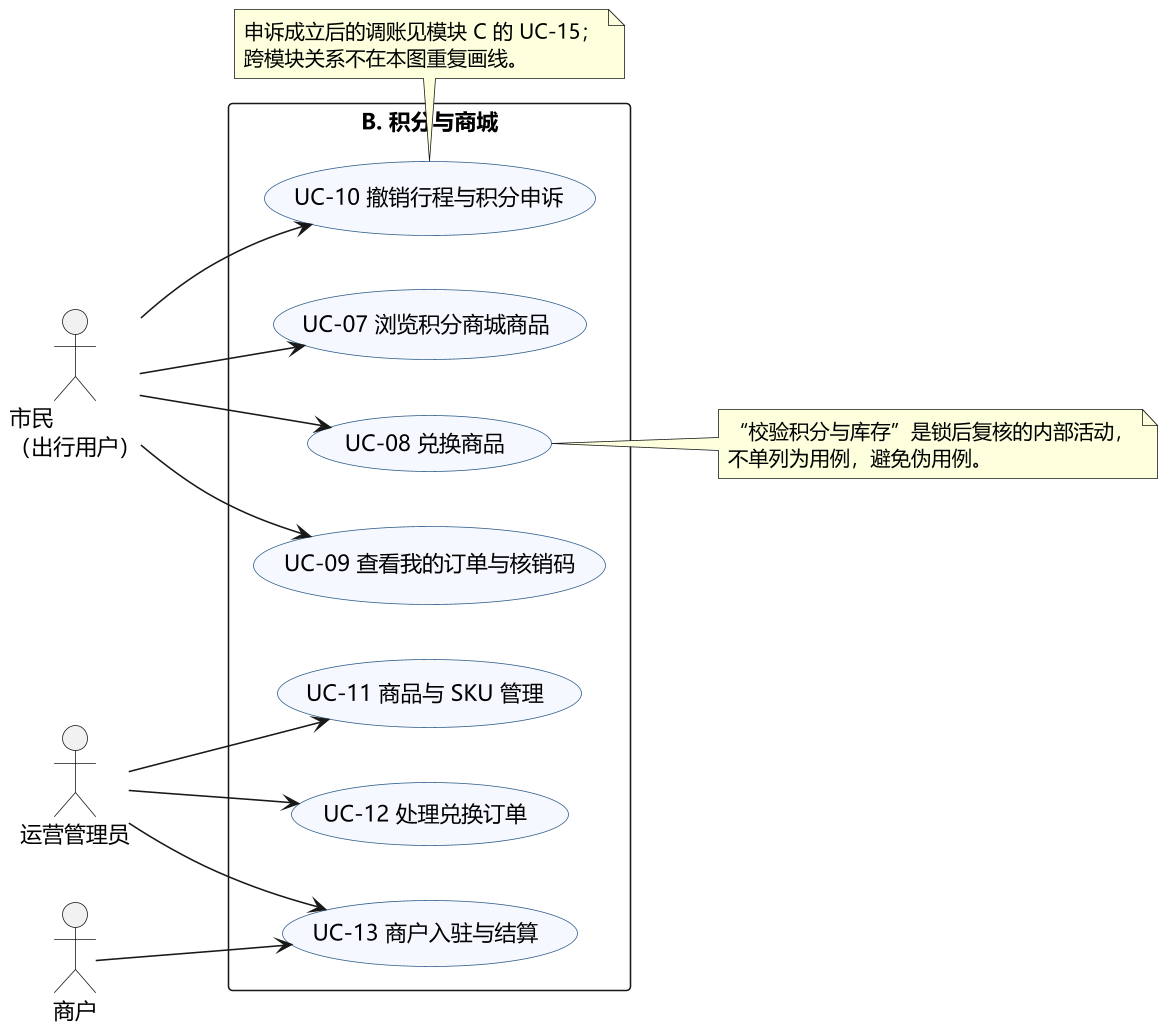 申诉成立后的调账见模块 C 的 UC-15；
跨模块关系不在本图重复画线。
B. 积分与商城
UC-10 撤销行程与积分申诉
UC-07 浏览积分商城商品
市民
（出行用户）
UC-08 兑换商品
“校验积分与库存”是锁后复核的内部活动，
不单列为用例，避免伪用例。
UC-09 查看我的订单与核销码
UC-11 商品与 SKU 管理
运营管理员
UC-12 处理兑换订单
UC-13 商户入驻与结算
商户